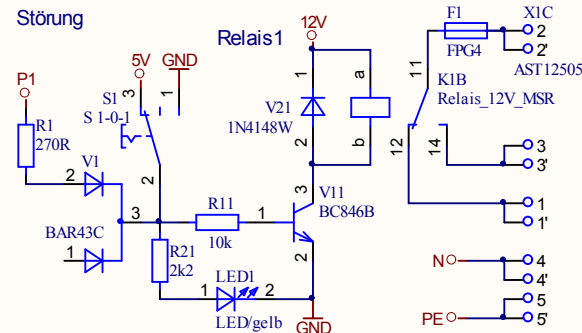 Störung
Relais1
P1
R1
270R
V1
2
3
BAR43C
1
5V
GND
S1
S 1-0-1
3
1
2
R11
10k
R21
2k2
LED1
1
2
LED/gelb
12V
1
V21
1N4148W
2
a
b
3
V11
BC846B
1
2
GND
F1
FPG4
X1C
2
2'
AST12505
11
K1B
Relais_12V_MSR
12
14
3
3'
1
1'
N
4
4'
5
PE
5'